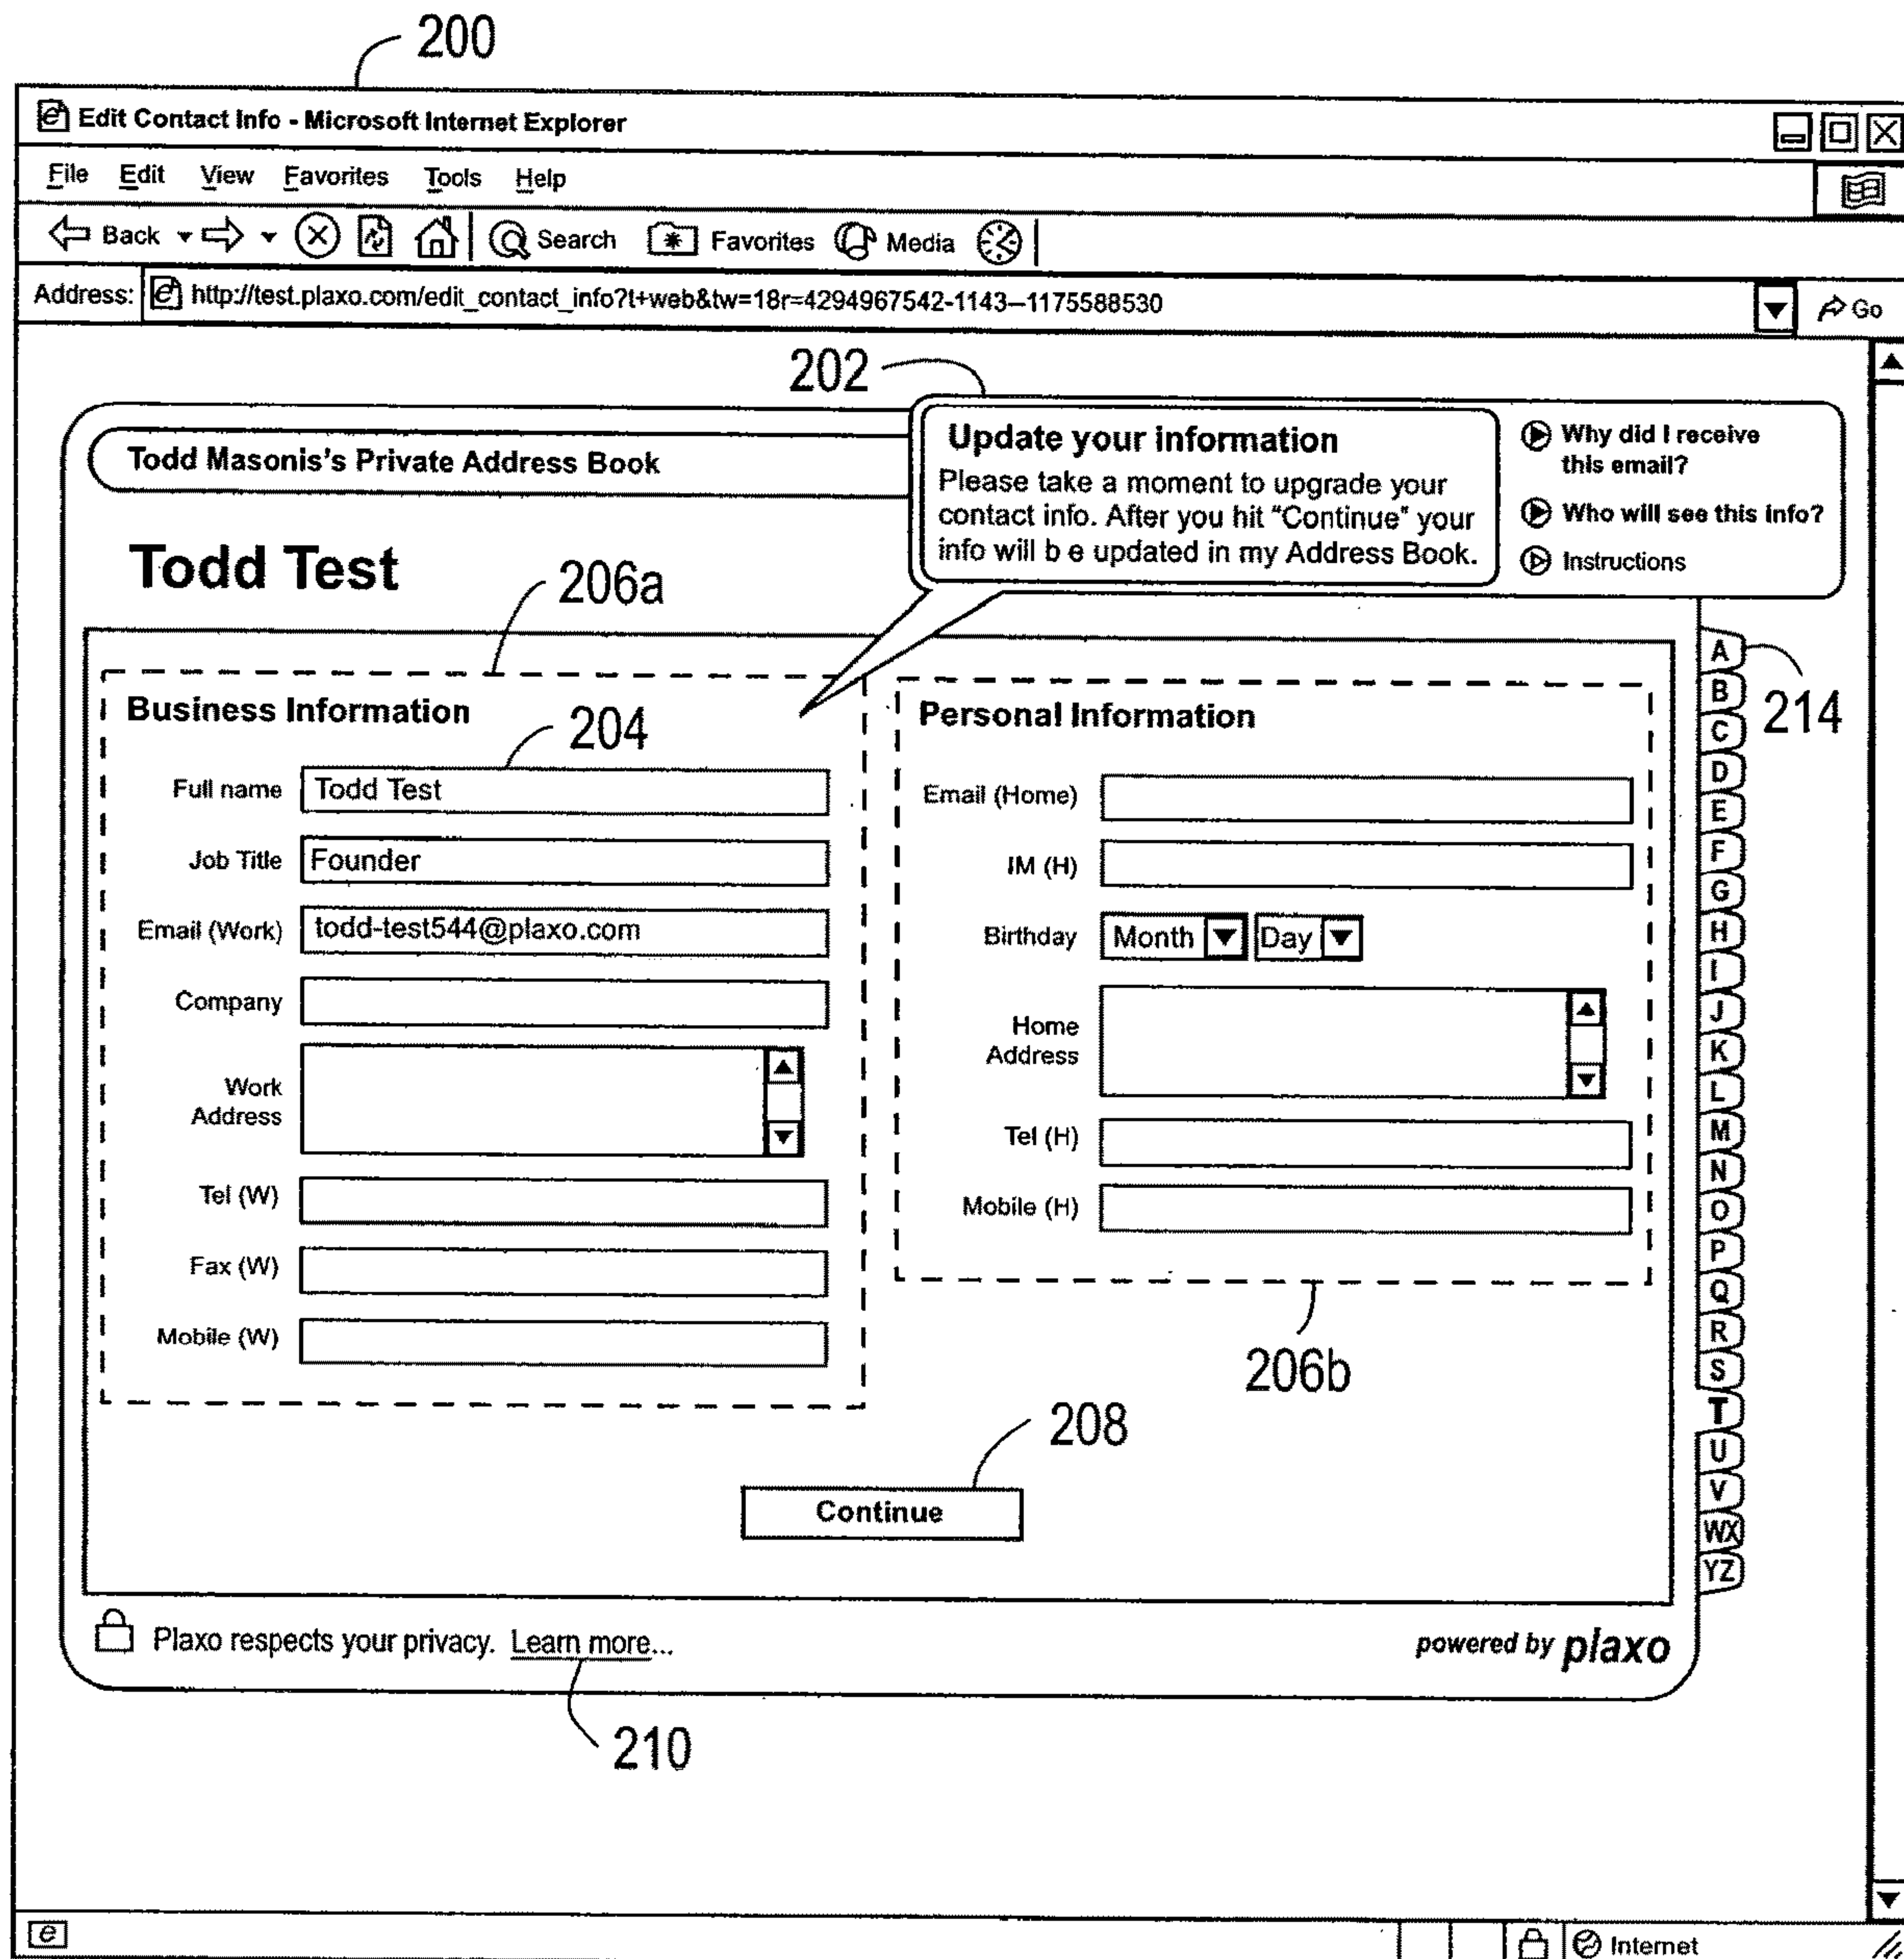 200
Edit Contact Info - Microsoft Internet Explorer
File Edit View Favorites Tools Help
Back Search Favorites Media
Address: http://test.plaxo.com/edit_contact_info?t+web&tw=18r=4294967542-1143--1175588530 Go
202
Todd Masonis's Private Address Book
Update your information
Please take a moment to upgrade your
contact info. After you hit "Continue" your
info will b e updated in my Address Book.
Why did I receive
this email?
Who will see this info?
Instructions
Todd Test
206a
Business Information
204
Full name Todd Test
Job Title Founder
Email (Work) todd-test544@plaxo.com
Company
Work
Address
Tel (W)
Fax (W)
Mobile (W)
Personal Information
Email (Home)
IM (H)
Birthday Month Day
Home
Address
Tel (H)
Mobile (H)
206b
A
B
C
D
E
F
G
H
I
J
K
L
M
N
O
P
Q
R
S
T
U
V
WX
YZ
214
208
Continue
Plaxo respects your privacy. Learn more...
powered by plaxo
210
Internet